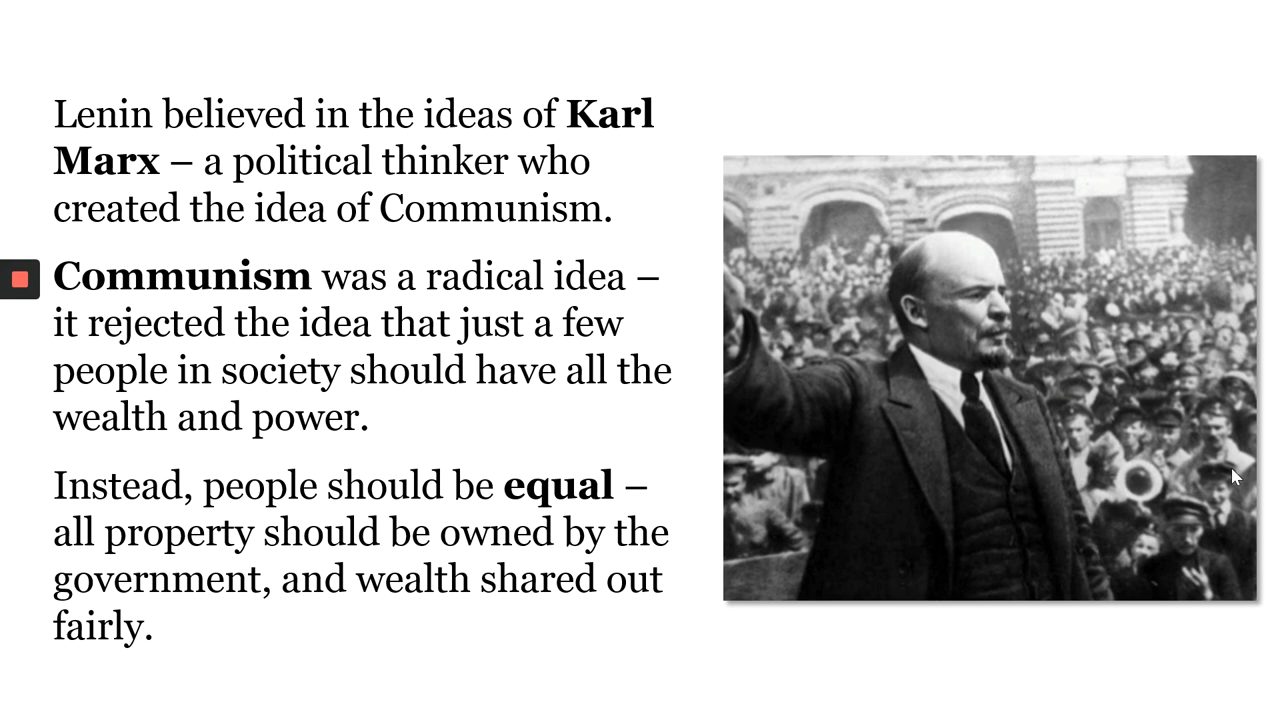 Lenin believed in the ideas of Karl
Marx – a political thinker who
created the idea of Communism.
Communism was a radical idea –
it rejected the idea that just a few
people in society should have all the
wealth and power.
Instead, people should be equal –
all property should be owned by the
government, and wealth shared out
fairly.